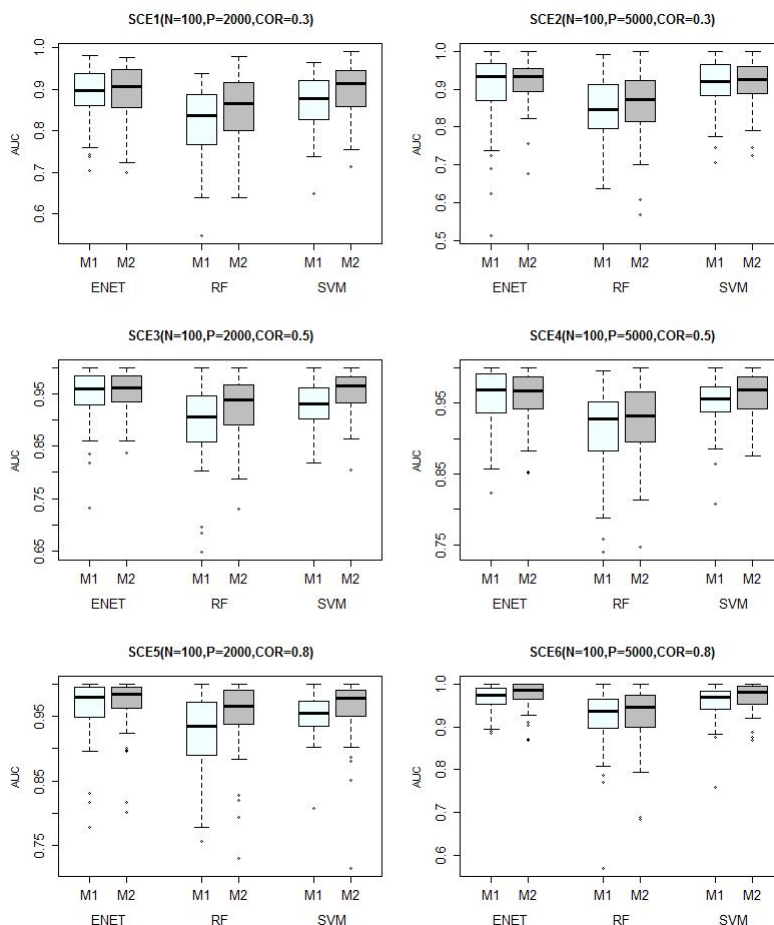 SCE1(N=100,P=2000,COR=0.3)
AUC
1.0
0.9
0.8
0.7
0.6
M1 M2 M1 M2 M1 M2
ENET RF SVM
SCE2(N=100,P=5000,COR=0.3)
AUC
1.0
0.9
0.8
0.7
0.6
0.5
M1 M2 M1 M2 M1 M2
ENET RF SVM
SCE3(N=100,P=2000,COR=0.5)
AUC
0.95
0.85
0.75
0.65
M1 M2 M1 M2 M1 M2
ENET RF SVM
SCE4(N=100,P=5000,COR=0.5)
AUC
0.95
0.85
0.75
M1 M2 M1 M2 M1 M2
ENET RF SVM
SCE5(N=100,P=2000,COR=0.8)
AUC
0.95
0.85
0.75
M1 M2 M1 M2 M1 M2
ENET RF SVM
SCE6(N=100,P=5000,COR=0.8)
AUC
1.0
0.9
0.8
0.7
0.6
M1 M2 M1 M2 M1 M2
ENET RF SVM